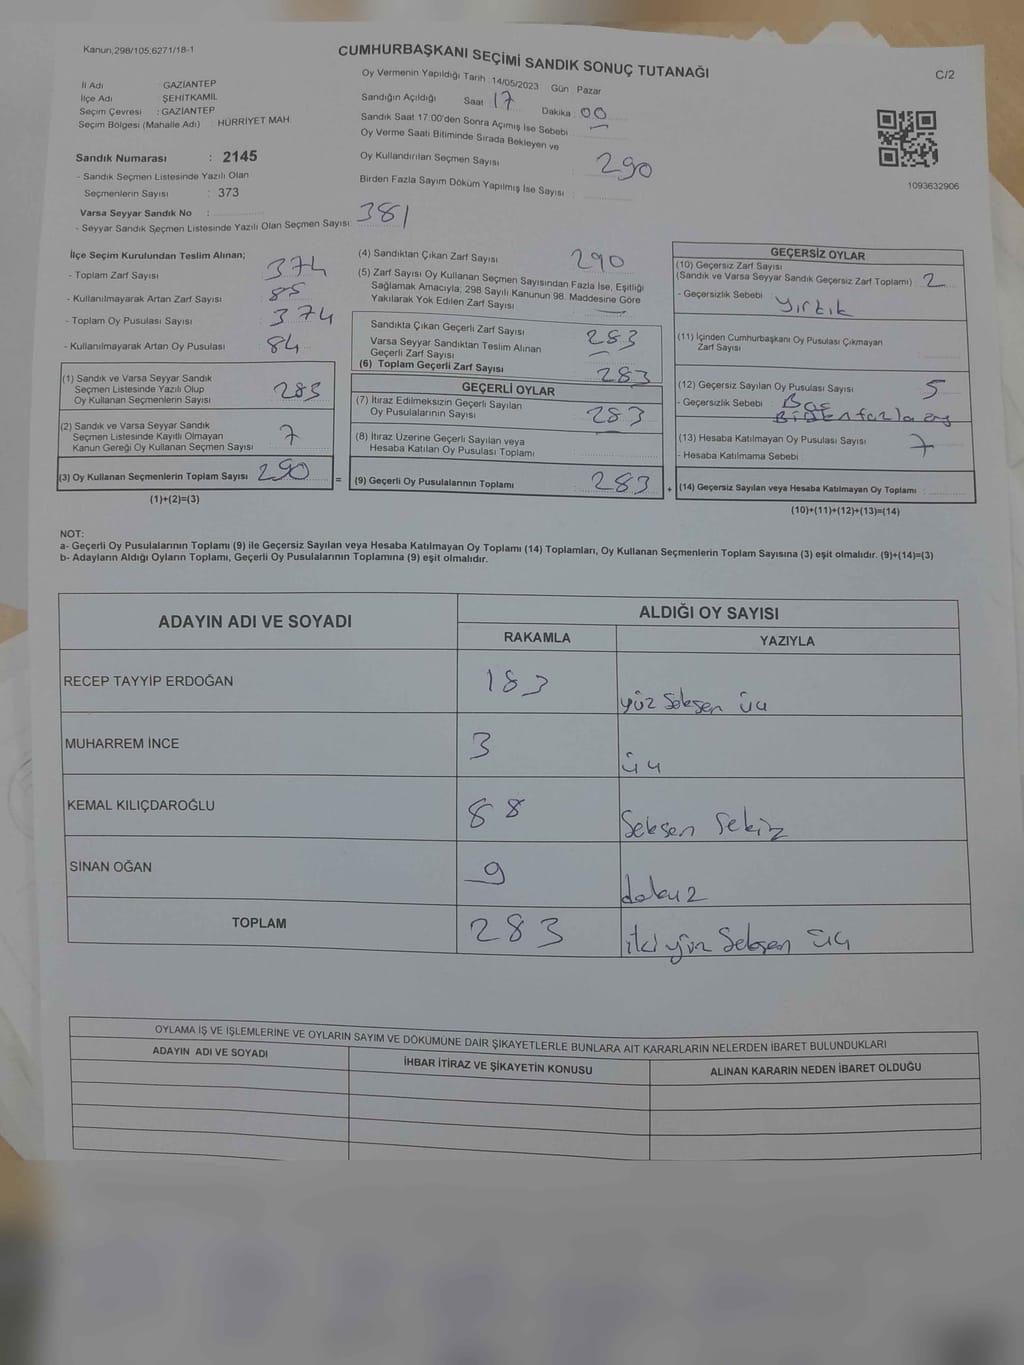 Kanun,298/105,6271/18-1
CUMHURBAŞKANI SEÇİMİ SANDIK SONUÇ TUTANAĞI
C/2
İl Adı : GAZİANTEP
İlçe Adı : ŞEHİTKAMİL
Seçim Çevresi : GAZİANTEP
Seçim Bölgesi (Mahalle Adı) : HÜRRİYET MAH.
Sandık Numarası : 2145
- Sandık Seçmen Listesinde Yazılı Olan
Seçmenlerin Sayısı : 373
Varsa Seyyar Sandık No :
- Seyyar Sandık Seçmen Listesinde Yazılı Olan Seçmen Sayısı: 381
Oy Vermenin Yapıldığı Tarih : 14/05/2023 Gün : Pazar
Sandığın Açıldığı Saat 17 Dakika : 00
Sandık Saat 17:00'den Sonra Açımış İse Sebebi : —
Oy Verme Saati Bitiminde Sırada Bekleyen ve
Oy Kullandırılan Seçmen Sayısı : 290
Birden Fazla Sayım Döküm Yapılmış İse Sayısı :
1093632906
İlçe Seçim Kurulundan Teslim Alınan;
- Toplam Zarf Sayısı 374
- Kullanılmayarak Artan Zarf Sayısı 85
- Toplam Oy Pusulası Sayısı 374
- Kullanılmayarak Artan Oy Pusulası 84
(1) Sandık ve Varsa Seyyar Sandık
Seçmen Listesinde Yazılı Olup
Oy Kullanan Seçmenlerin Sayısı 283
(2) Sandık ve Varsa Seyyar Sandık
Seçmen Listesinde Kayıtlı Olmayan
Kanun Gereği Oy Kullanan Seçmen Sayısı 7
(3) Oy Kullanan Seçmenlerin Toplam Sayısı 290
(1)+(2)=(3)
(4) Sandıktan Çıkan Zarf Sayısı 290
(5) Zarf Sayısı Oy Kullanan Seçmen Sayısından Fazla İse, Eşitliği
Sağlamak Amacıyla; 298 Sayılı Kanunun 98. Maddesine Göre
Yakılarak Yok Edilen Zarf Sayısı —
Sandıkta Çıkan Geçerli Zarf Sayısı 283
Varsa Seyyar Sandıktan Teslim Alınan
Geçerli Zarf Sayısı —
(6) Toplam Geçerli Zarf Sayısı 283
GEÇERLİ OYLAR
(7) İtiraz Edilmeksizin Geçerli Sayılan
Oy Pusulalarının Sayısı 283
(8) İtiraz Üzerine Geçerli Sayılan veya
Hesaba Katılan Oy Pusulası Toplamı
= (9) Geçerli Oy Pusulalarının Toplamı : 283
GEÇERSİZ OYLAR
(10) Geçersiz Zarf Sayısı
(Sandık ve Varsa Seyyar Sandık Geçersiz Zarf Toplamı) : 2
- Geçersizlik Sebebi : yırtık
(11) İçinden Cumhurbaşkanı Oy Pusulası Çıkmayan
Zarf Sayısı
(12) Geçersiz Sayılan Oy Pusulası Sayısı : 5
- Geçersizlik Sebebi : Boş
Birden fazla oy
(13) Hesaba Katılmayan Oy Pusulası Sayısı : 7
- Hesaba Katılmama Sebebi :
+ (14) Geçersiz Sayılan veya Hesaba Katılmayan Oy Toplamı :
(10)+(11)+(12)+(13)=(14)
NOT:
a- Geçerli Oy Pusulalarının Toplamı (9) ile Geçersiz Sayılan veya Hesaba Katılmayan Oy Toplamı (14) Toplamları, Oy Kullanan Seçmenlerin Toplam Sayısına (3) eşit olmalıdır. (9)+(14)=(3)
b- Adayların Aldığı Oyların Toplamı, Geçerli Oy Pusulalarının Toplamına (9) eşit olmalıdır.
ADAYIN ADI VE SOYADI
ALDIĞI OY SAYISI
RAKAMLA YAZIYLA
RECEP TAYYİP ERDOĞAN 183 yüz seksen üç
MUHARREM İNCE 3 üç
KEMAL KILIÇDAROĞLU 88 Seksen Sekiz
SİNAN OĞAN 9 dokuz
TOPLAM 283 iki yüz Seksen üç
OYLAMA İŞ VE İŞLEMLERİNE VE OYLARIN SAYIM VE DÖKÜMÜNE DAİR ŞİKAYETLERLE BUNLARA AİT KARARLARIN NELERDEN İBARET BULUNDUKLARI
ADAYIN ADI VE SOYADI İHBAR İTİRAZ VE ŞİKAYETİN KONUSU ALINAN KARARIN NEDEN İBARET OLDUĞU